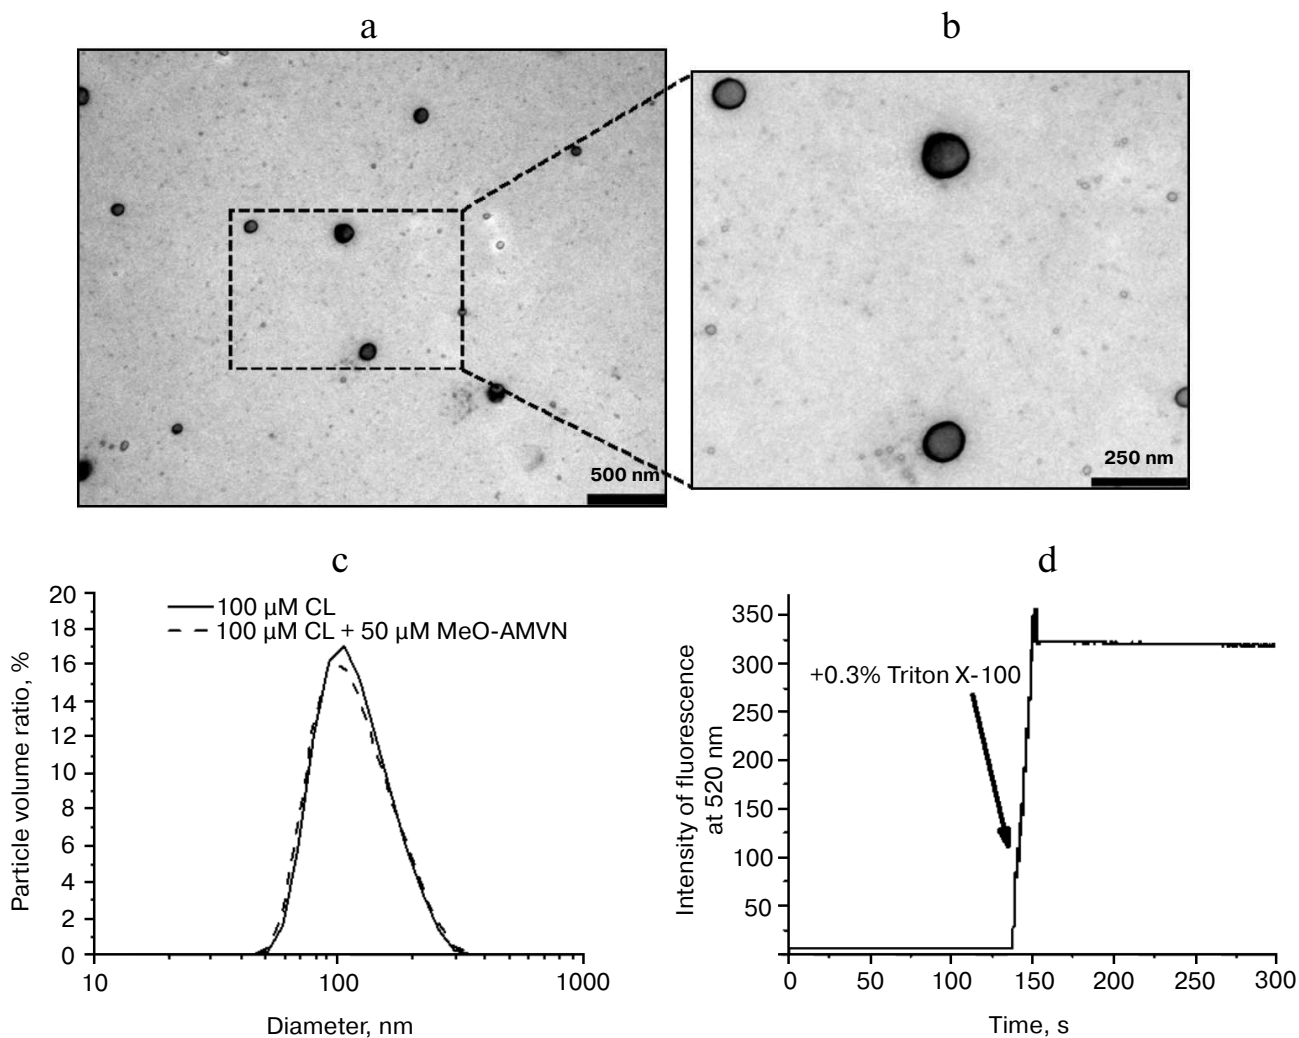 a
b
500 nm
250 nm
c
20
18
16
14
12
10
8
6
4
2
0
100 µM CL
100 µM CL + 50 µM MeO-AMVN
Particle volume ratio, %
10
100
1000
Diameter, nm
d
350
300
250
200
150
100
50
+0.3% Triton X-100
Intensity of fluorescence
at 520 nm
0
50
100
150
200
250
300
Time, s